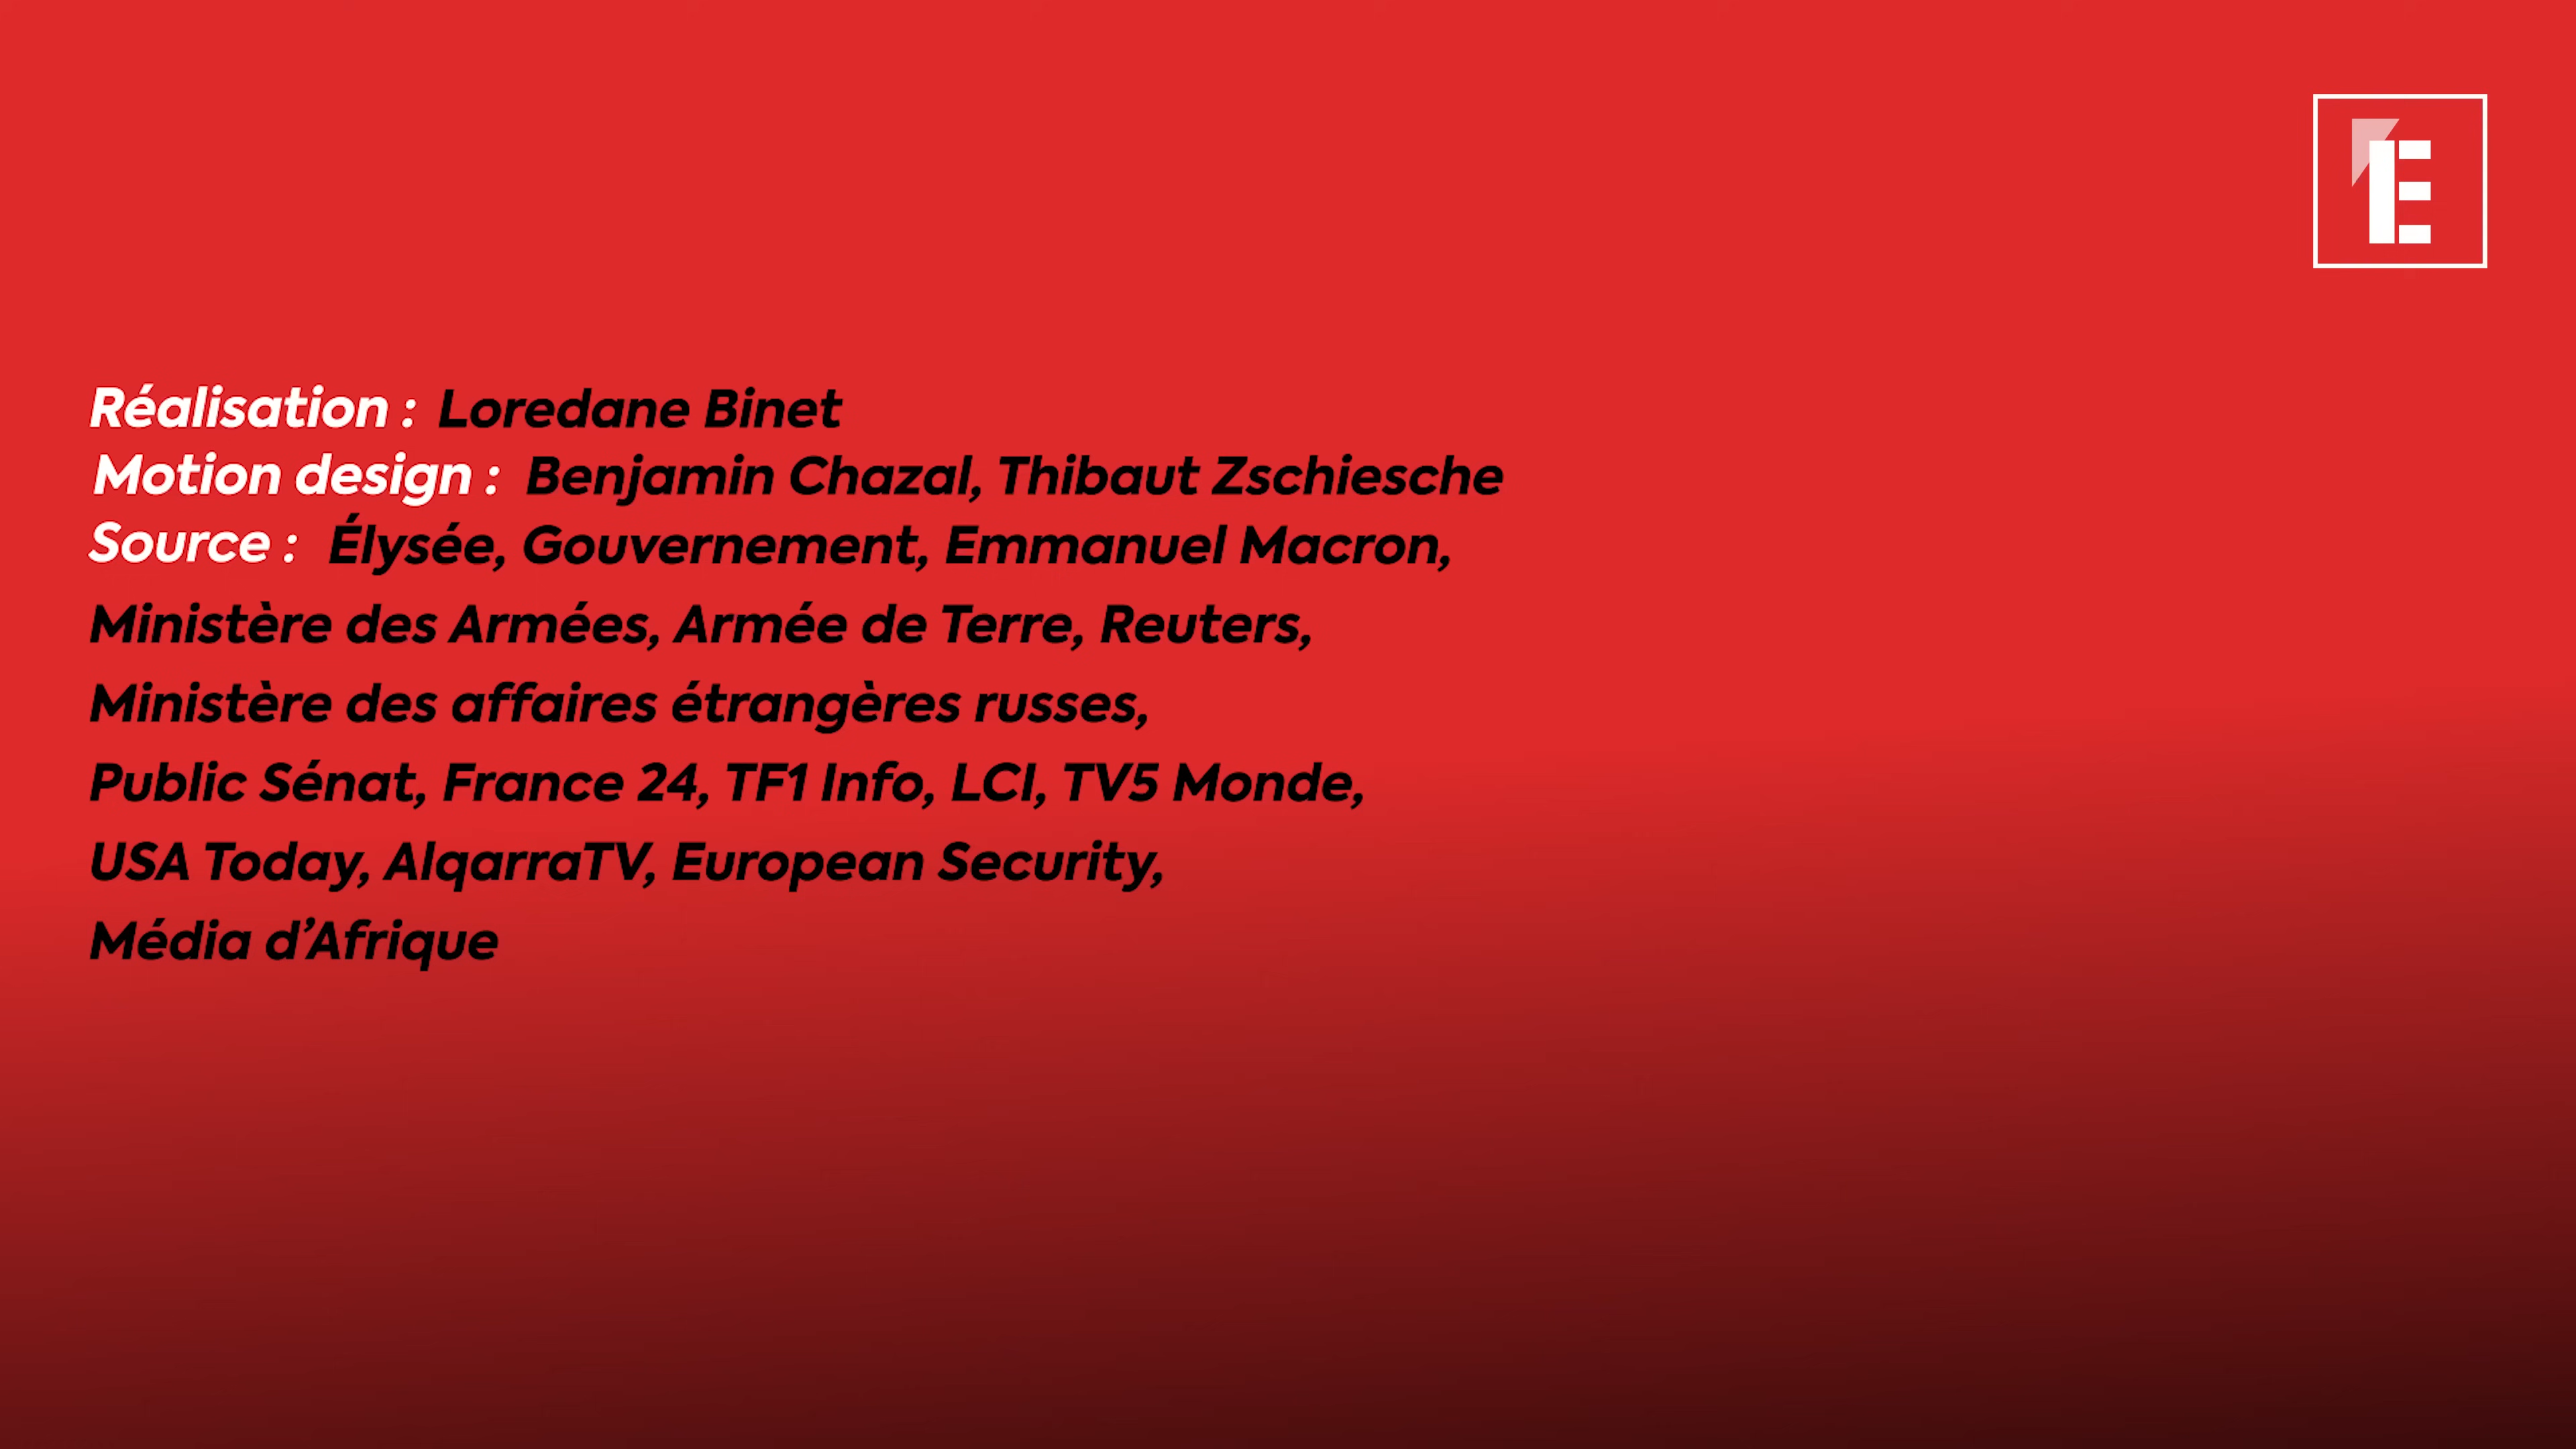 E
Réalisation : Loredane Binet
Motion design : Benjamin Chazal, Thibaut Zschiesche
Source : Élysée, Gouvernement, Emmanuel Macron,
Ministère des Armées, Armée de Terre, Reuters,
Ministère des affaires étrangères russes,
Public Sénat, France 24, TF1 Info, LCI, TV5 Monde,
USA Today, AlqarraTV, European Security,
Média d’Afrique